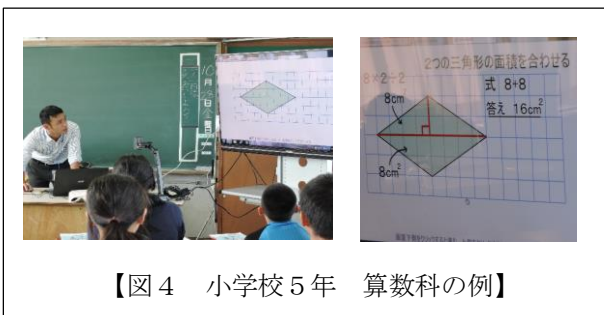 2つの三角形の面積を合わせる
8×2÷2
式 8+8
8cm
答え 16cm²
8cm²
5
【図4 小学校5年 算数科の例】